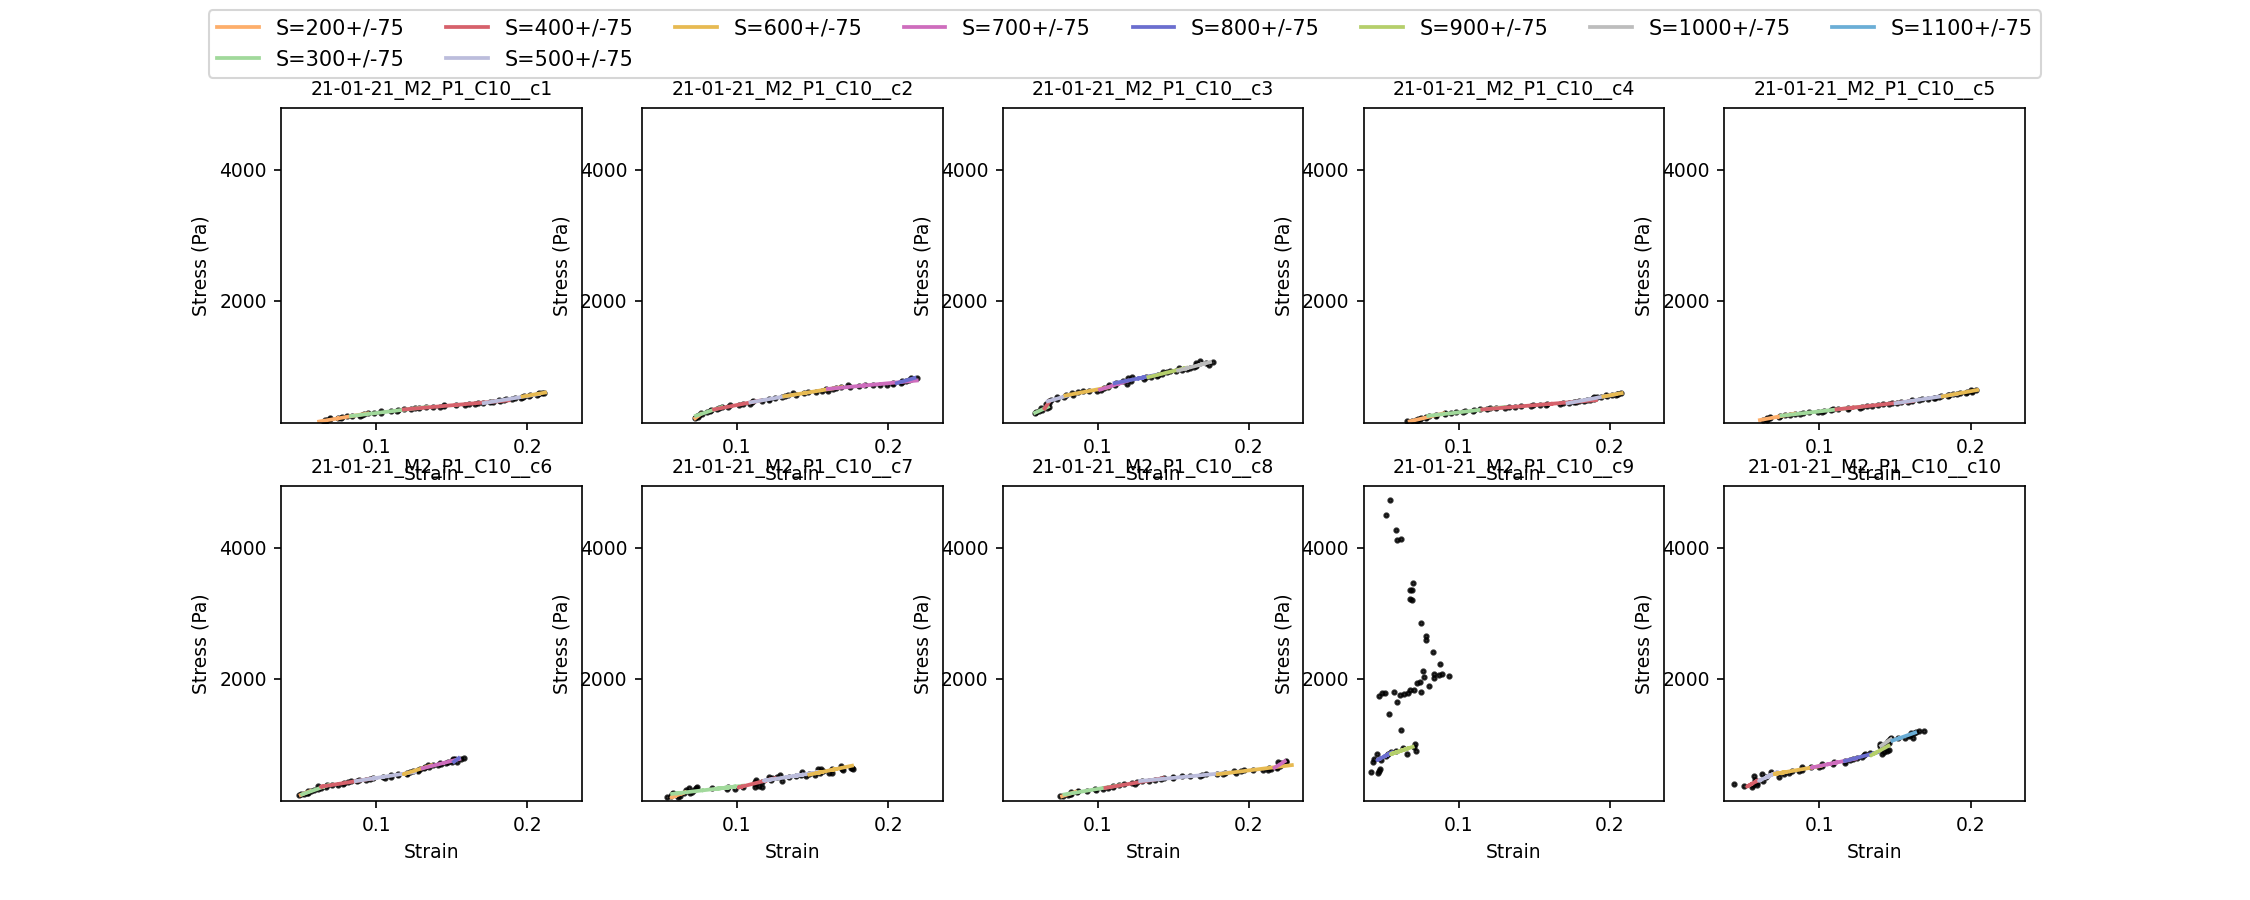 S=200+/-75 S=400+/-75 S=600+/-75 S=700+/-75 S=800+/-75 S=900+/-75 S=1000+/-75 S=1100+/-75
S=300+/-75 S=500+/-75
21-01-21_M2_P1_C10__c1 21-01-21_M2_P1_C10__c2 21-01-21_M2_P1_C10__c3 21-01-21_M2_P1_C10__c4 21-01-21_M2_P1_C10__c5
4000 4000 4000 4000 4000
Stress (Pa) Stress (Pa) Stress (Pa) Stress (Pa) Stress (Pa)
2000 2000 2000 2000 2000
0.1 0.2 0.1 0.2 0.1 0.2 0.1 0.2 0.1 0.2
Strain Strain Strain Strain Strain
21-01-21_M2_P1_C10__c6 21-01-21_M2_P1_C10__c7 21-01-21_M2_P1_C10__c8 21-01-21_M2_P1_C10__c9 21-01-21_M2_P1_C10__c10
4000 4000 4000 4000 4000
Stress (Pa) Stress (Pa) Stress (Pa) Stress (Pa) Stress (Pa)
2000 2000 2000 2000 2000
0.1 0.2 0.1 0.2 0.1 0.2 0.1 0.2 0.1 0.2
Strain Strain Strain Strain Strain